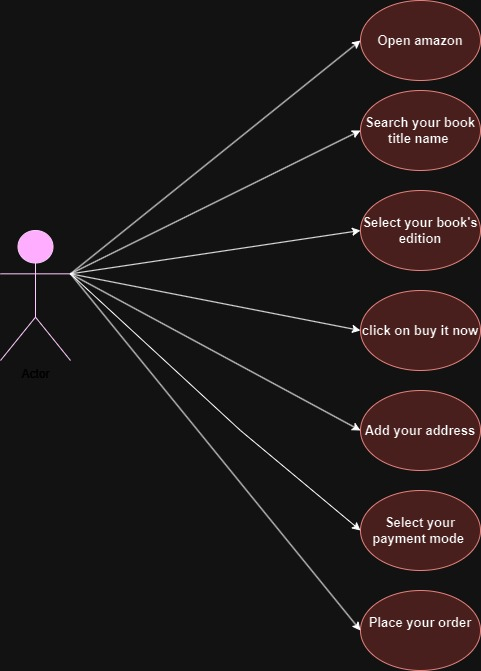 Open amazon
Search your book
title name
Select your book's
edition
click on buy it now
Actor
Add your address
Select your
payment mode
Place your order